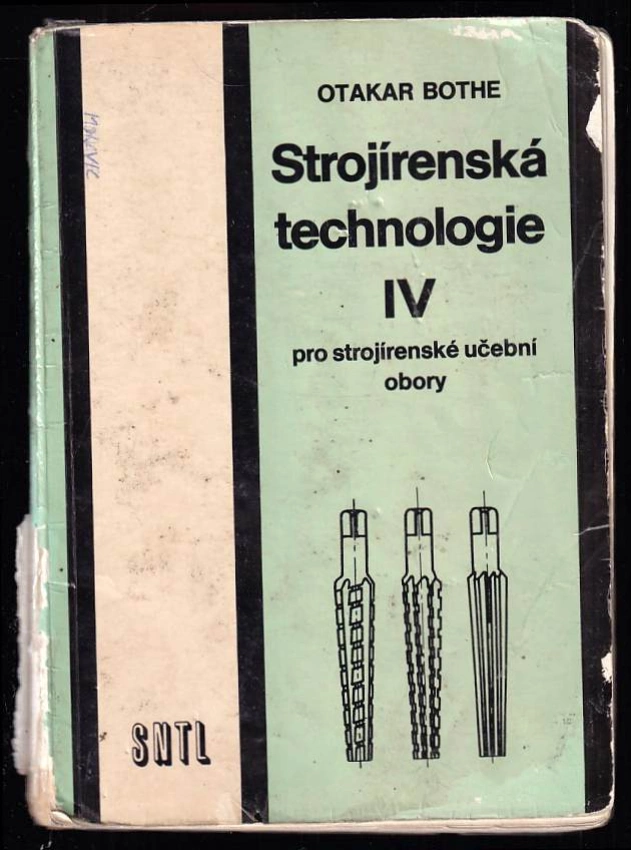 OTAKAR BOTHE
Strojírenská
technologie
IV
pro strojírenské učební
obory
SNTL